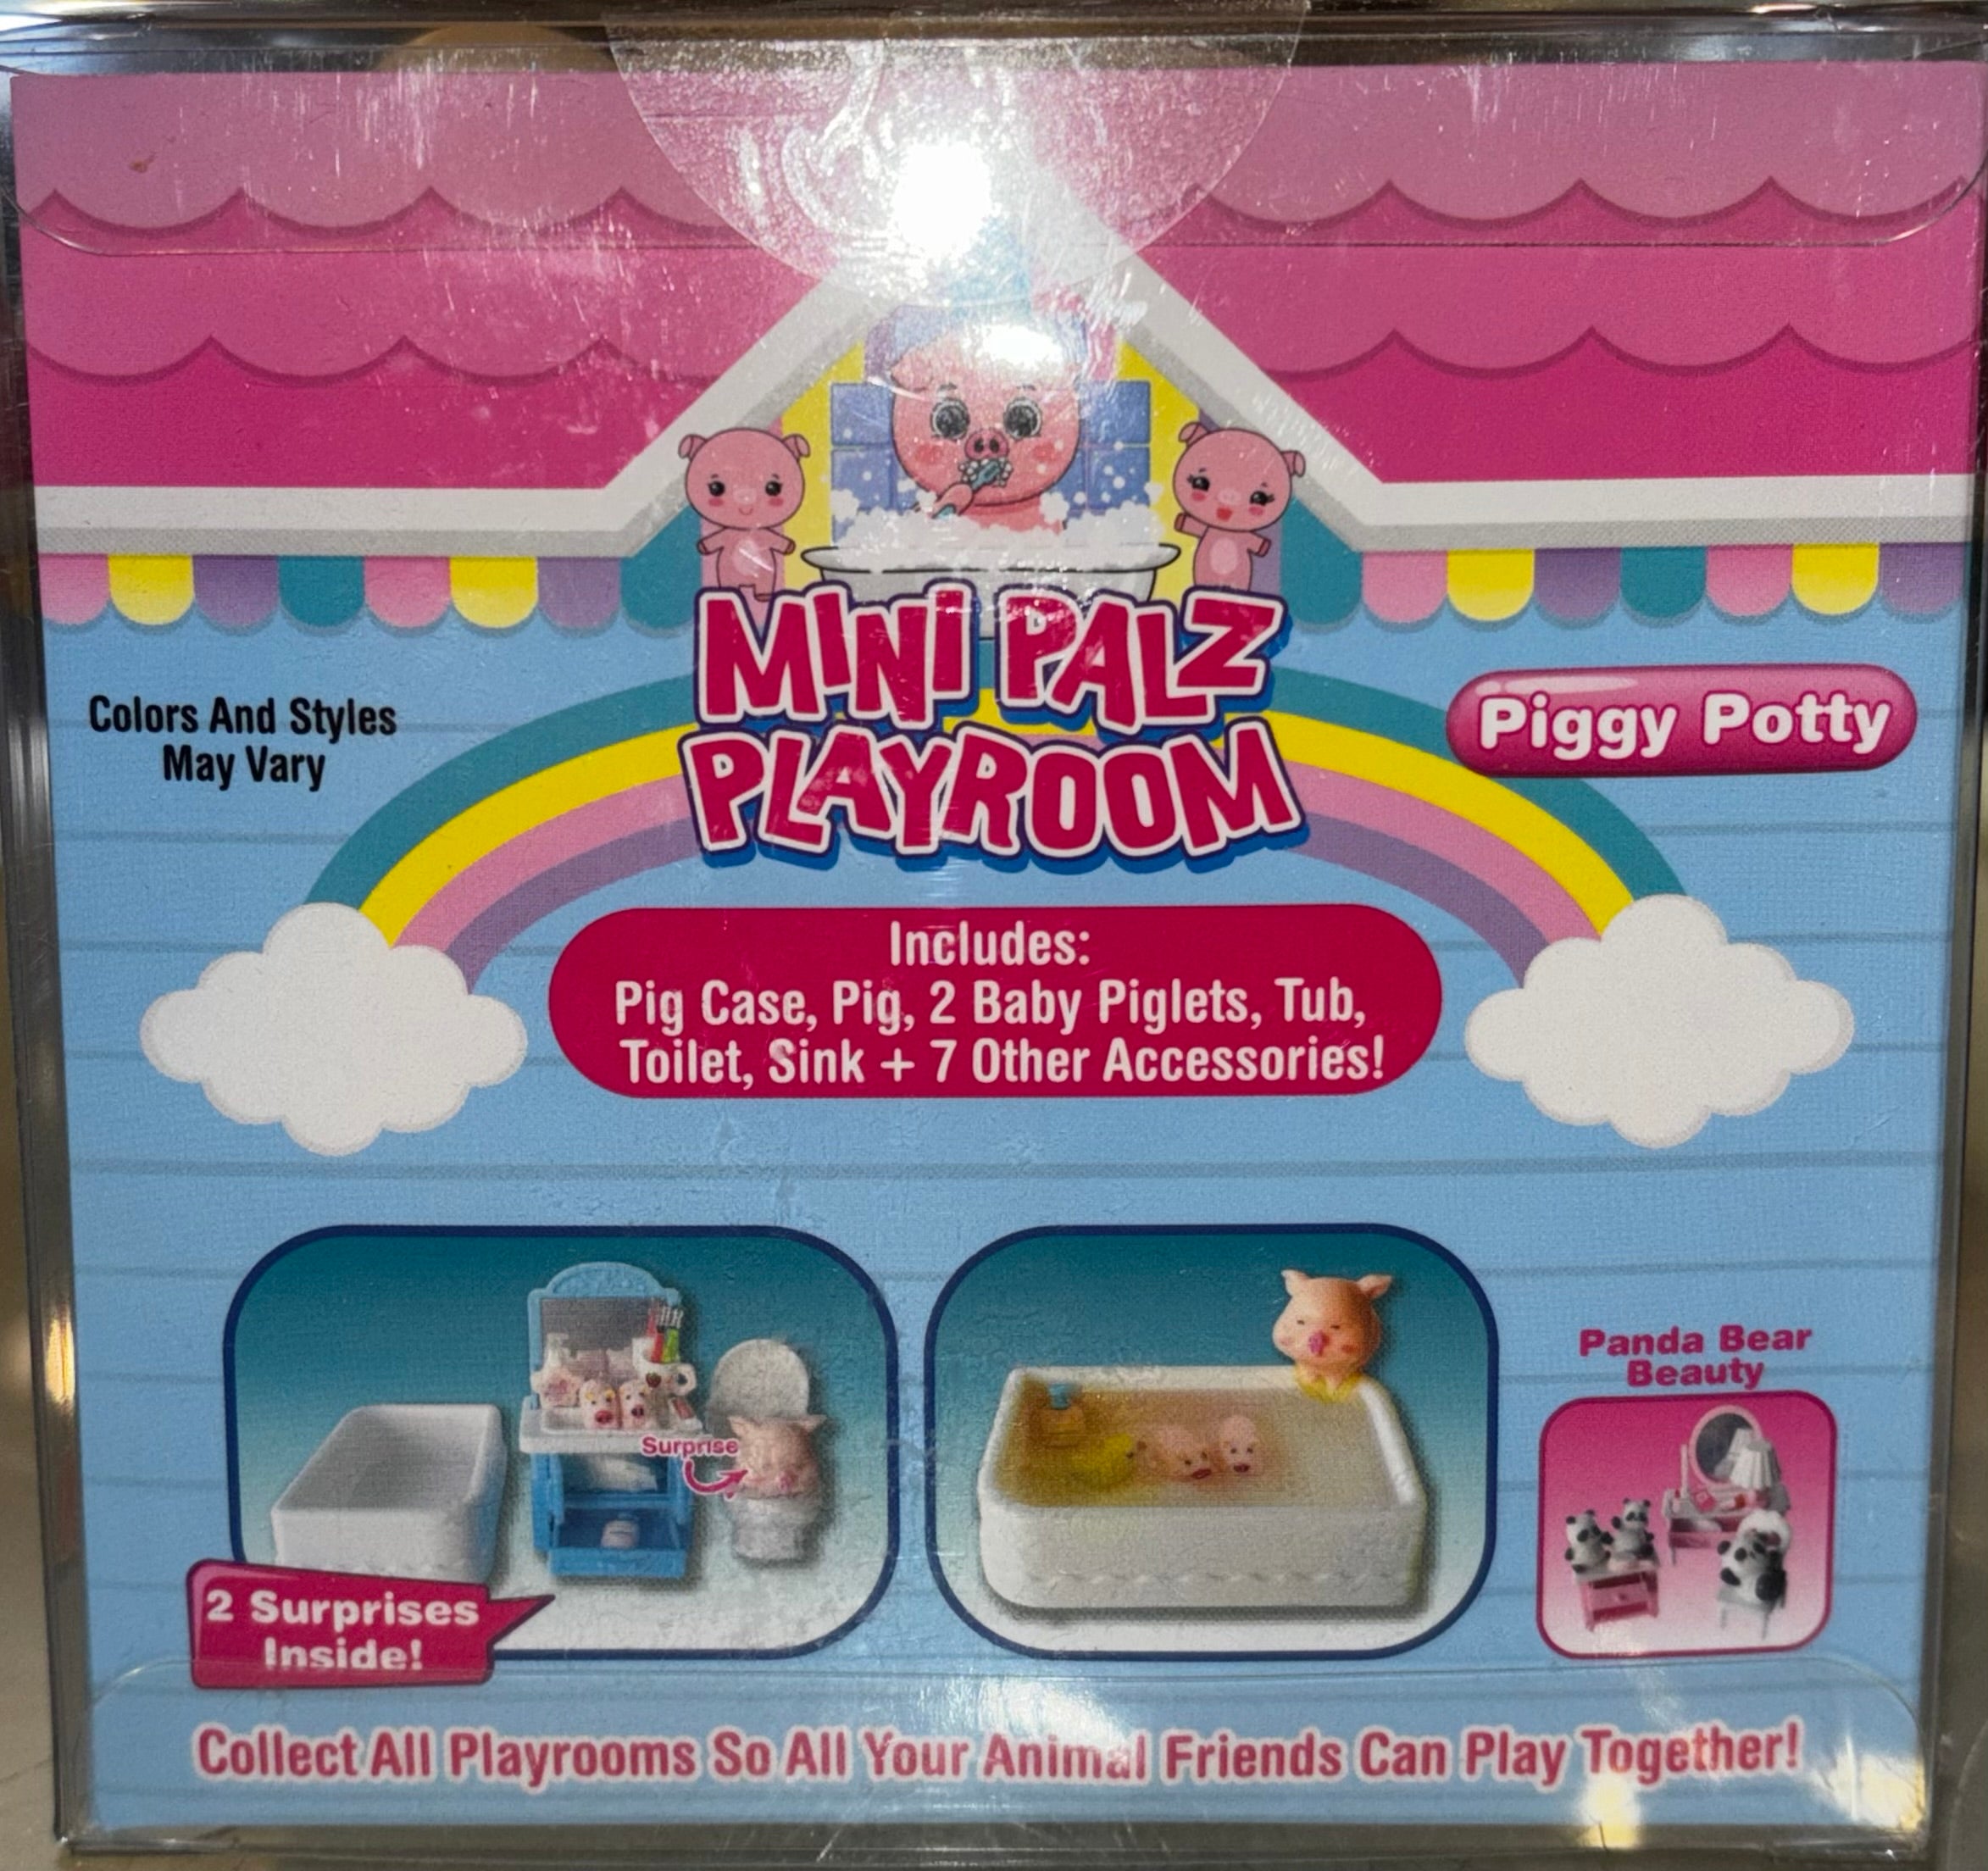 MINI PALZ
PLAYROOM
Colors And Styles
May Vary
Piggy Potty
Includes:
Pig Case, Pig, 2 Baby Piglets, Tub,
Toilet, Sink + 7 Other Accessories!
Surprise
2 Surprises
Inside!
Panda Bear
Beauty
Collect All Playrooms So All Your Animal Friends Can Play Together!